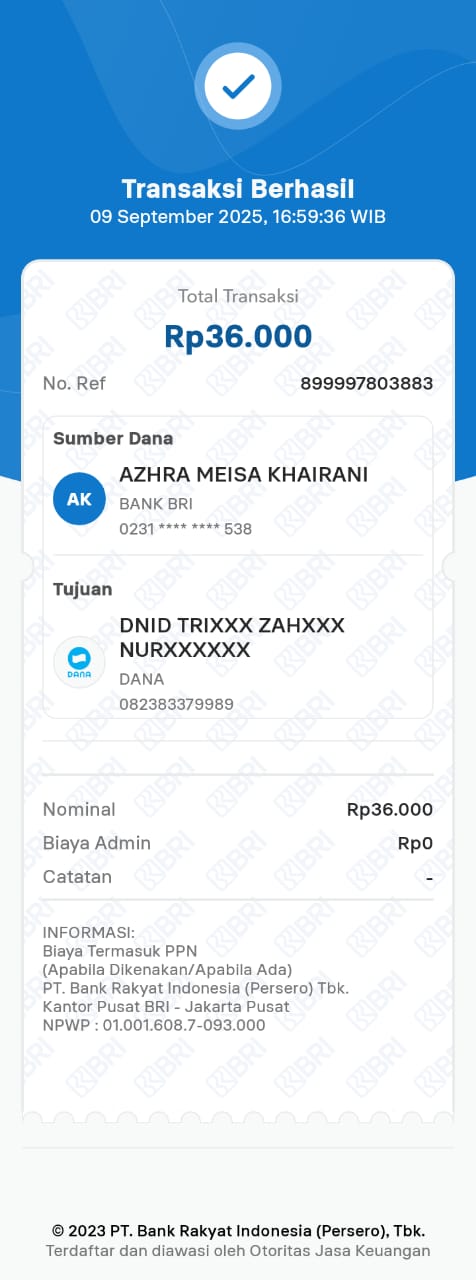 Transaksi Berhasil
09 September 2025, 16:59:36 WIB
Total Transaksi
Rp36.000
No. Ref 899997803883
Sumber Dana
AK
AZHRA MEISA KHAIRANI
BANK BRI
0231 **** **** 538
Tujuan
DANA
DNID TRIXXX ZAHXXX
NURXXXXXX
DANA
082383379989
Nominal Rp36.000
Biaya Admin Rp0
Catatan -
INFORMASI:
Biaya Termasuk PPN
(Apabila Dikenakan/Apabila Ada)
PT. Bank Rakyat Indonesia (Persero) Tbk.
Kantor Pusat BRI - Jakarta Pusat
NPWP : 01.001.608.7-093.000
© 2023 PT. Bank Rakyat Indonesia (Persero), Tbk.
Terdaftar dan diawasi oleh Otoritas Jasa Keuangan